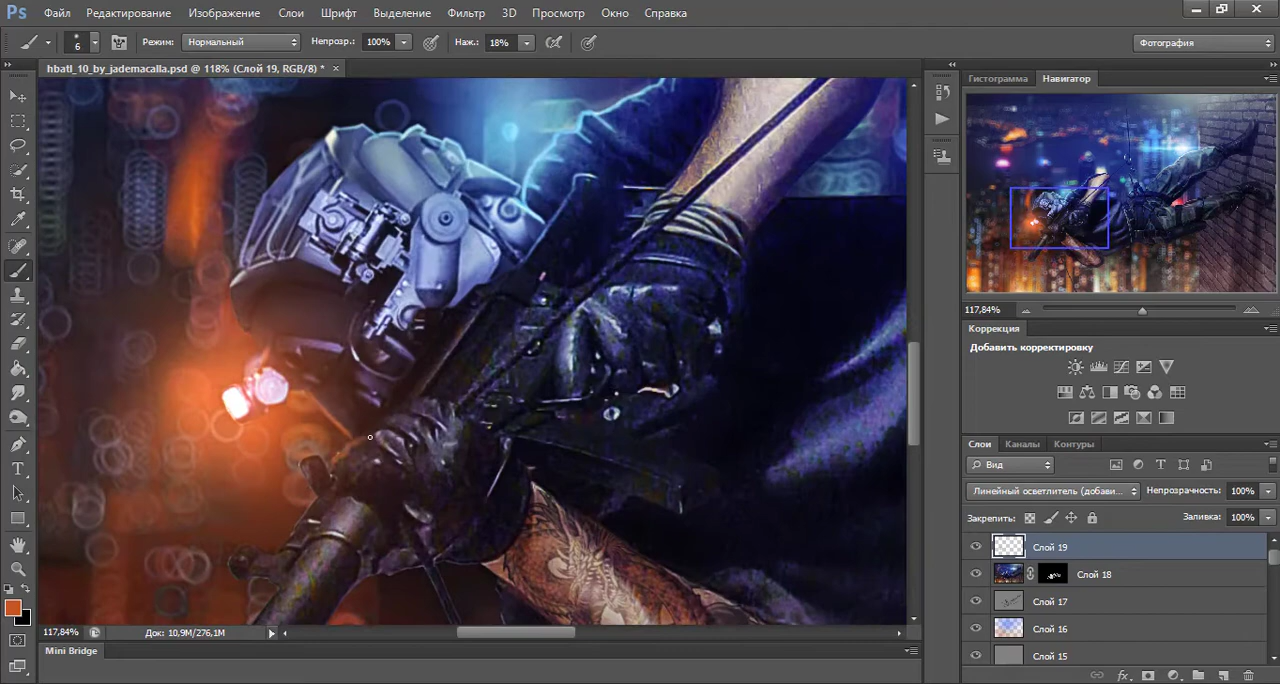 Ps Файл Редактирование Изображение Слои Шрифт Выделение Фильтр 3D Просмотр Окно Справка
6 Режим: Нормальный Непрозр.: 100% Наж.: 18% Фотография
hbatl_10_by_jademacalla.psd @ 118% (Слой 19, RGB/8) * ×
Гистограмма Навигатор
117,84%
Коррекция
Добавить корректировку
Слои Каналы Контуры
Вид
Линейный осветлитель (добави... Непрозрачность: 100%
Закрепить: Заливка: 100%
Слой 19
Слой 18
Слой 17
Слой 16
Слой 15
117,84% Док: 10,9M/276,1M
Mini Bridge